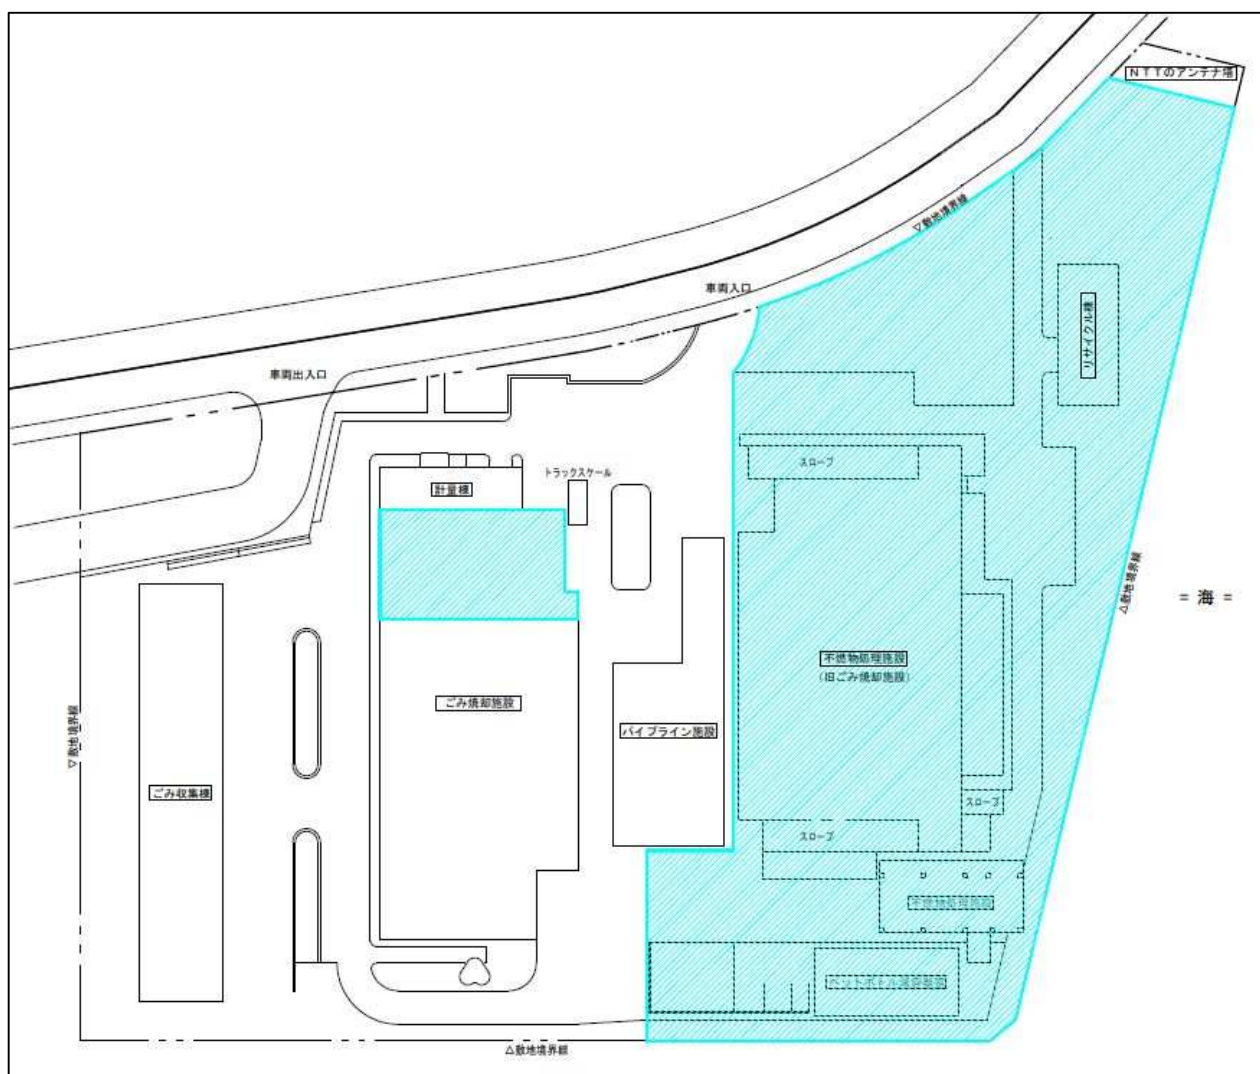 NTTのアンテナ塔
▽敷地境界線
車両入口
車両出入口
リサイクル棟
スロープ
トラックスケール
計量棟
△敷地境界線
= 海 =
不燃物処理施設
(旧ごみ焼却施設)
ごみ焼却施設
パイプライン施設
▽敷地境界線
ごみ収集棟
スロープ
スロープ
不燃物処理施設
ペットボトル減容施設
△敷地境界線